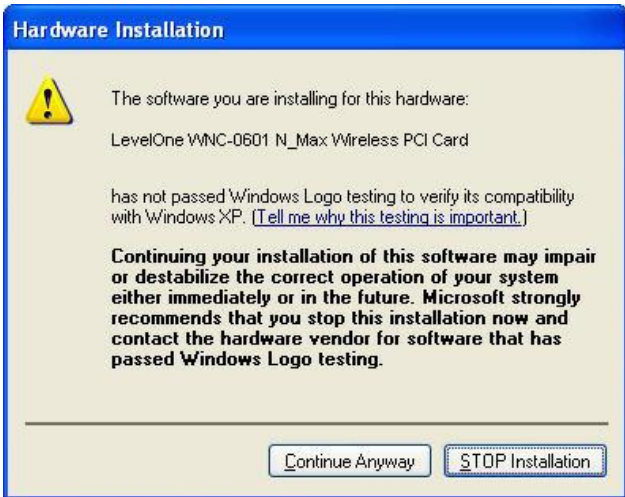 Hardware Installation
The software you are installing for this hardware:
LevelOne WNC-0601 N_Max Wireless PCI Card
has not passed Windows Logo testing to verify its compatibility
with Windows XP. (Tell me why this testing is important.)
Continuing your installation of this software may impair
or destabilize the correct operation of your system
either immediately or in the future. Microsoft strongly
recommends that you stop this installation now and
contact the hardware vendor for software that has
passed Windows Logo testing.
Continue Anyway
STOP Installation